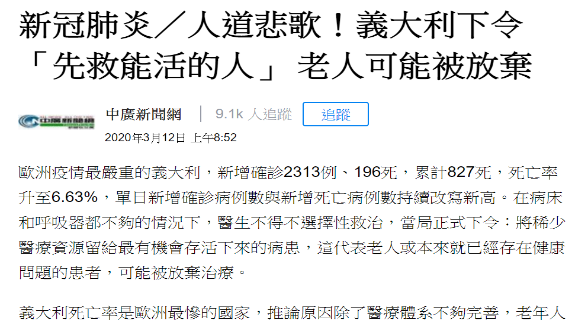 新冠肺炎／人道悲歌！義大利下令
「先救能活的人」 老人可能被放棄
中廣新聞網
中廣新聞網 | 9.1k 人追蹤 追蹤
2020年3月12日 上午8:52
歐洲疫情最嚴重的義大利，新增確診2313例、196死，累計827死，死亡率
升至6.63%，單日新增確診病例數與新增死亡病例數持續改寫新高。在病床
和呼吸器都不夠的情況下，醫生不得不選擇性救治，當局正式下令：將稀少
醫療資源留給最有機會存活下來的病患，這代表老人或本來就已經存在健康
問題的患者，可能被放棄治療。
義大利死亡率是歐洲最慘的國家，推論原因除了醫療體系不夠完善，老年人